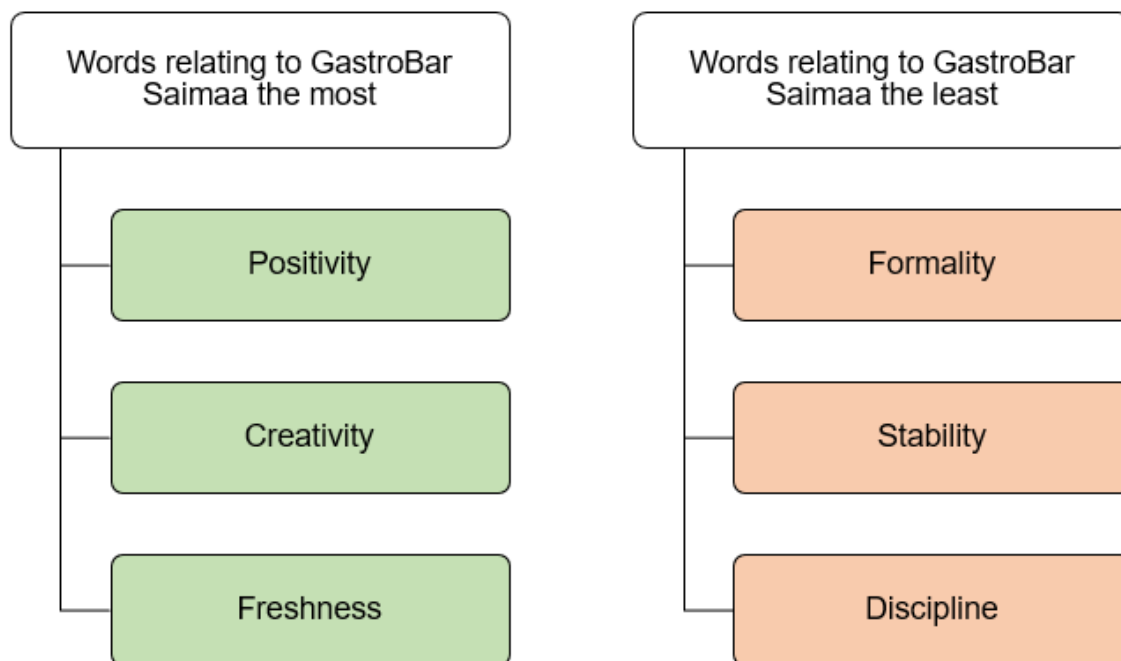 Words relating to GastroBar
Saimaa the most
Positivity
Creativity
Freshness
Words relating to GastroBar
Saimaa the least
Formality
Stability
Discipline